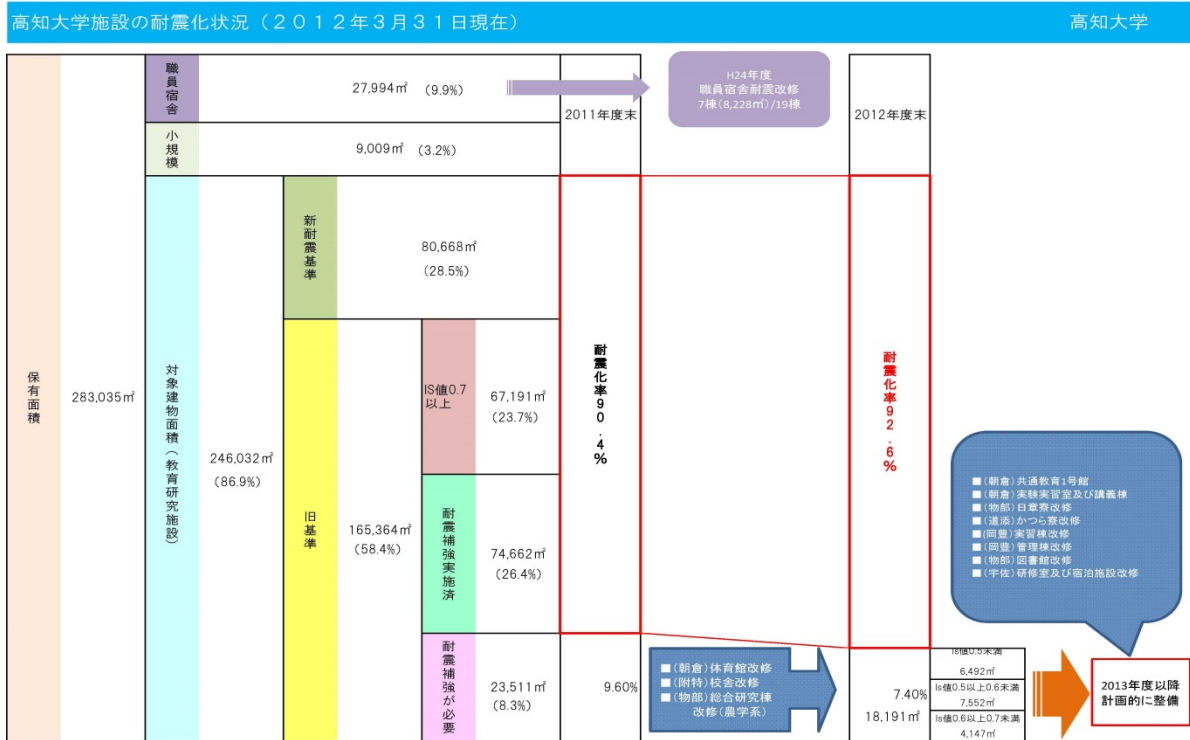 高知大学施設の耐震化状況（２０１２年３月３１日現在）
高知大学
保有面積
283,035㎡
職員宿舎
27,994㎡ (9.9%)
H24年度
職員宿舎耐震改修
7棟(8,228㎡)/19棟
2011年度末
2012年度末
小規模
9,009㎡ (3.2%)
対象建物面積（教育研究施設）
246,032㎡
(86.9%)
新耐震基準
80,668㎡
(28.5%)
旧基準
165,364㎡
(58.4%)
IS値0.7
以上
67,191㎡
(23.7%)
耐震補強実施済
74,662㎡
(26.4%)
耐震補強が必要
23,511㎡
(8.3%)
耐震化率９０.４%
耐震化率９２.６%
9.60%
■(朝倉)体育館改修
■(附特)校舎改修
■(物部)総合研究棟
改修(農学系)
7.40%
18,191㎡
Is値0.5未満
6,492㎡
Is値0.5以上0.6未満
7,552㎡
Is値0.6以上0.7未満
4,147㎡
■(朝倉)共通教育1号館
■(朝倉)実験実習室及び講義棟
■(物部)日章寮改修
■(道添)かつら寮改修
■(岡豊)実習棟改修
■(岡豊)管理棟改修
■(物部)図書館改修
■(宇佐)研修室及び宿泊施設改修
2013年度以降
計画的に整備